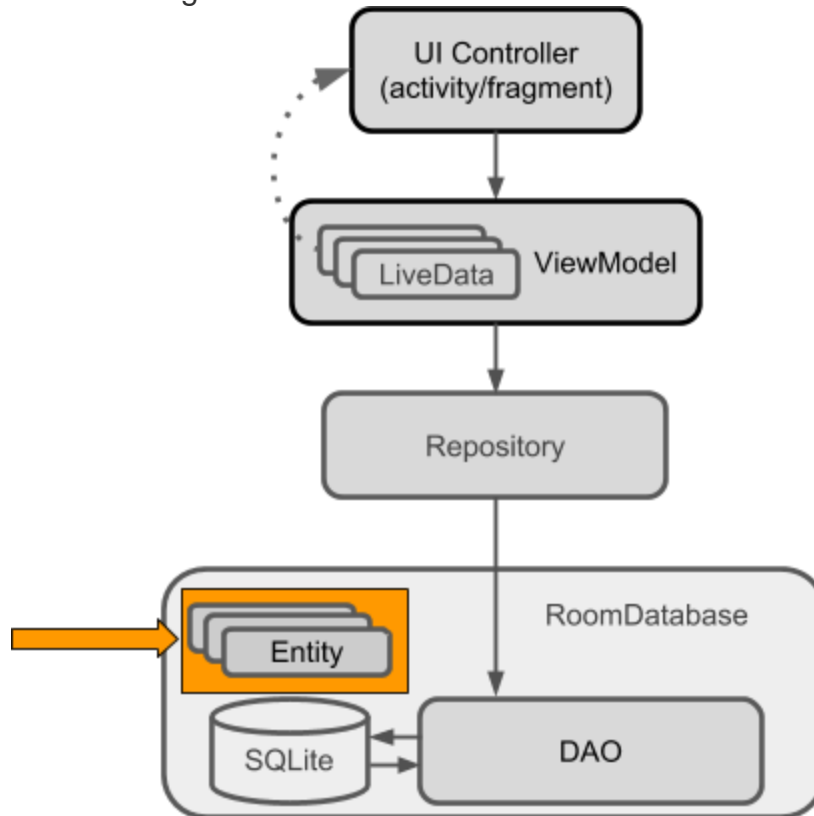 UI Controller
(activity/fragment)
LiveData
ViewModel
Repository
RoomDatabase
Entity
SQLite
DAO